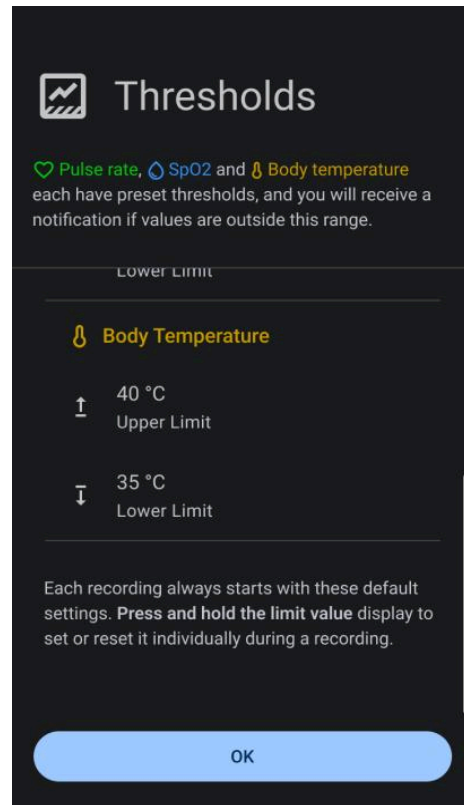 Thresholds
Pulse rate, SpO2 and Body temperature
each have preset thresholds, and you will receive a
notification if values are outside this range.
Lower Limit
Body Temperature
40 °C
Upper Limit
35 °C
Lower Limit
Each recording always starts with these default
settings. Press and hold the limit value display to
set or reset it individually during a recording.
OK